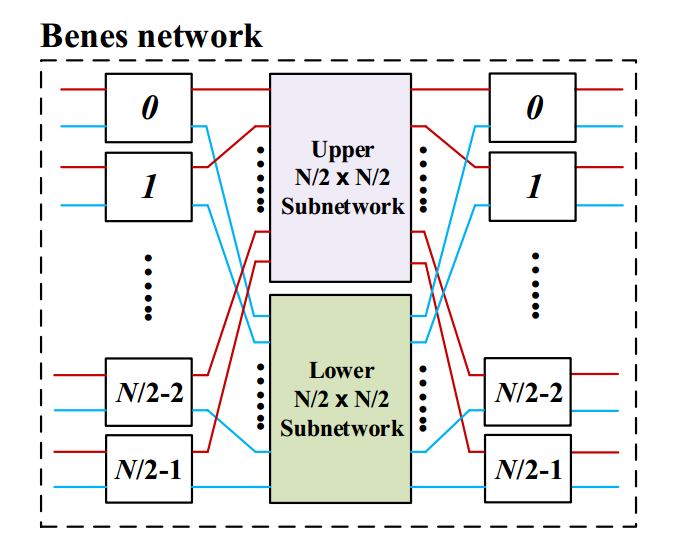 Benes network
0
1
N/2-2
N/2-1
Upper
N/2 x N/2
Subnetwork
Lower
N/2 x N/2
Subnetwork
0
1
N/2-2
N/2-1